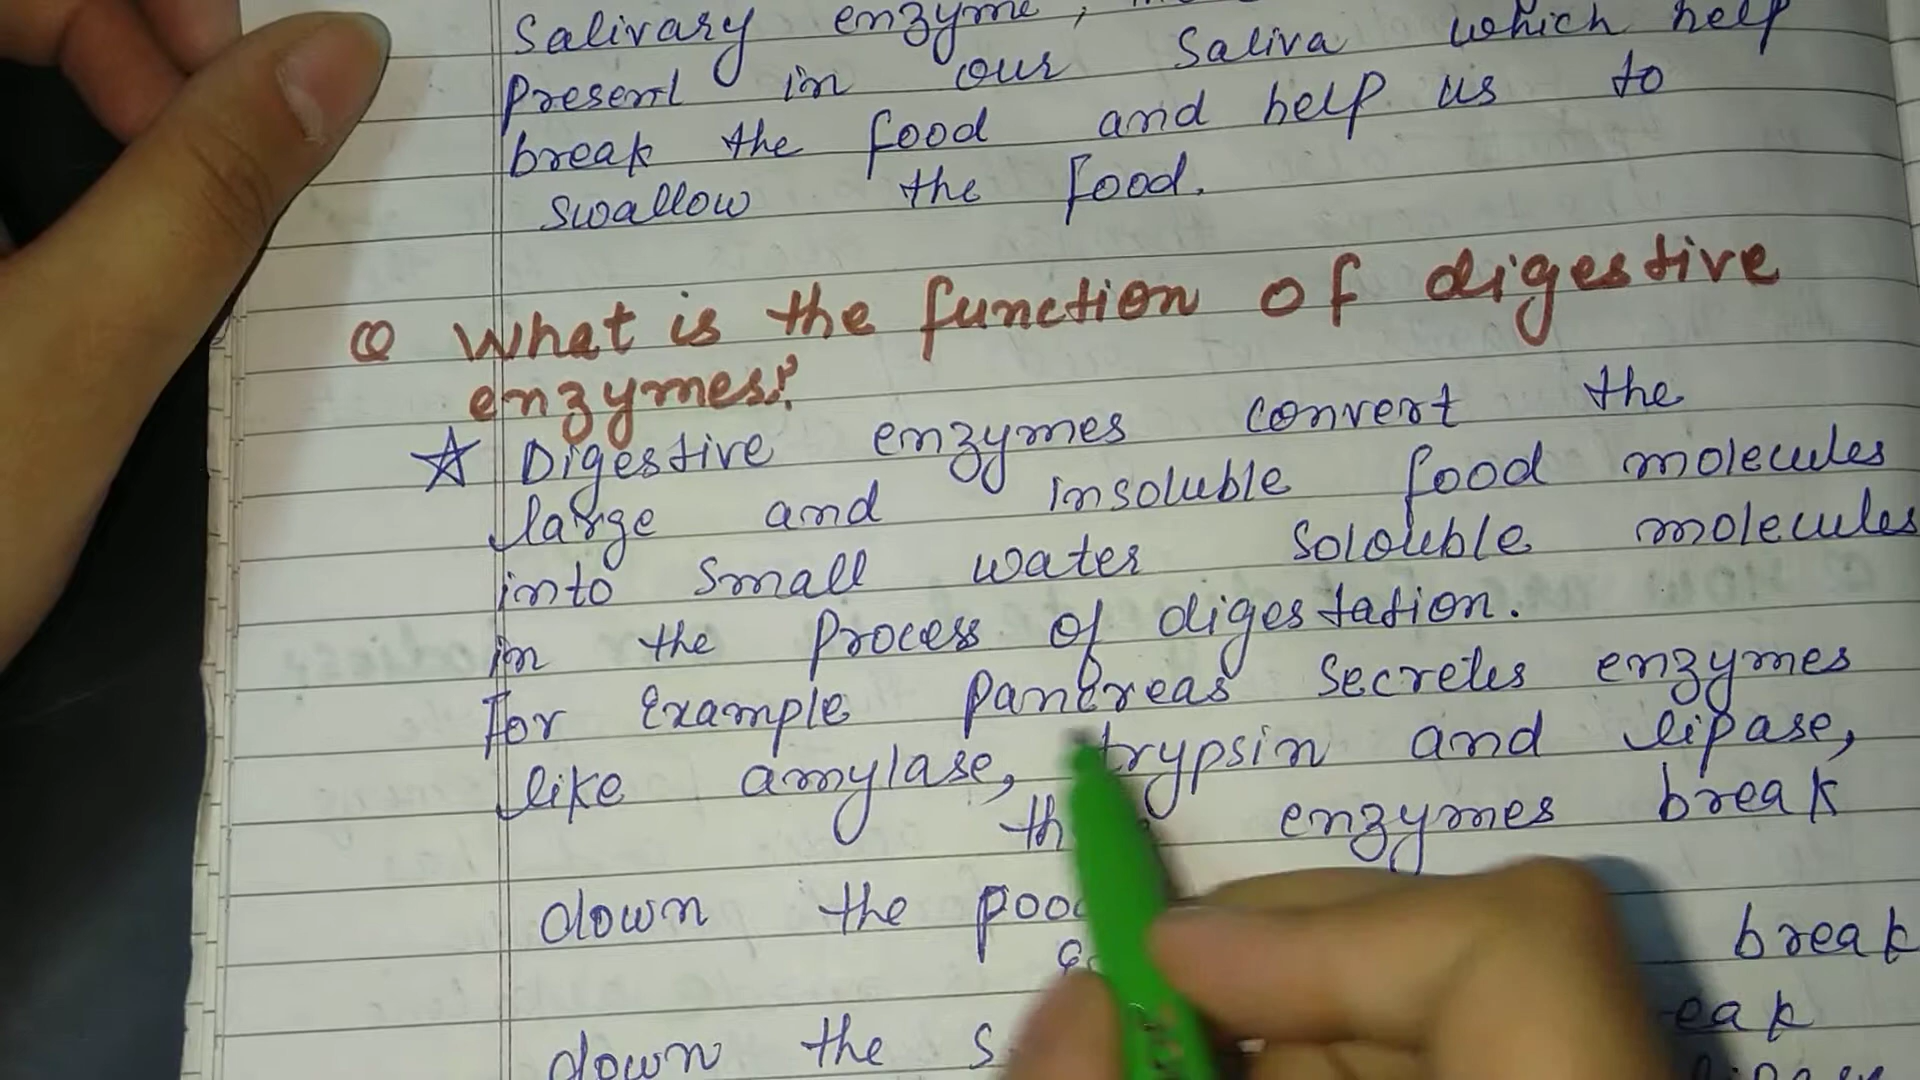 Salivary enzyme,
Present in our Saliva which help
break the food and help us to
swallow the food.
Q What is the function of digestive
enzymes?
☆ Digestive enzymes convert the
large and insoluble food molecules
into small water soluble molecules
in the process of digestation.
For Example Pancreas Secretes enzymes
like amylase, trypsin and lipase,
enzymes break
down the
break
down the